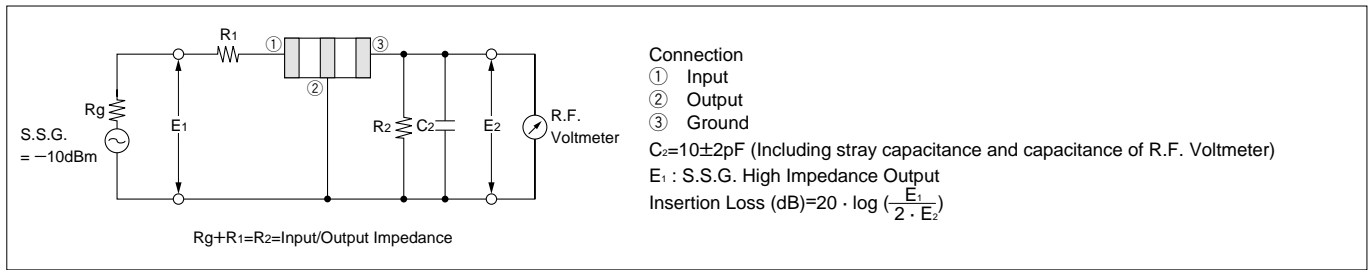 R1
① ③
②
Rg
S.S.G.
= −10dBm
E1
R2
C2
E2
R.F.
Voltmeter
Rg+R1=R2=Input/Output Impedance
Connection
① Input
② Output
③ Ground
C2=10±2pF (Including stray capacitance and capacitance of R.F. Voltmeter)
E1 : S.S.G. High Impedance Output
Insertion Loss (dB)=20 · log (E1 / 2 · E2)